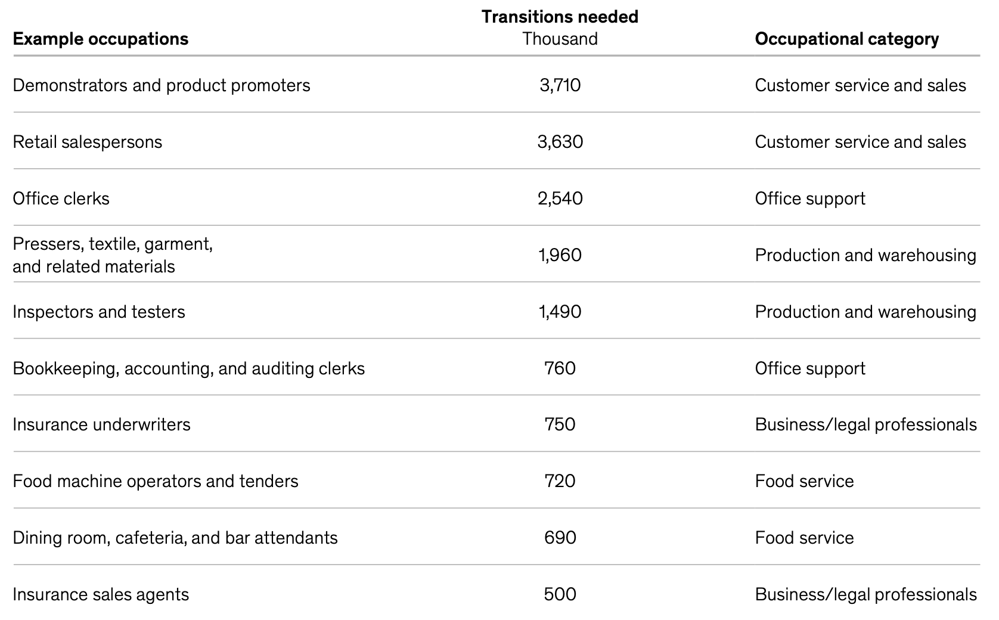 Transitions needed
Example occupations Thousand Occupational category
Demonstrators and product promoters 3,710 Customer service and sales
Retail salespersons 3,630 Customer service and sales
Office clerks 2,540 Office support
Pressers, textile, garment,
and related materials 1,960 Production and warehousing
Inspectors and testers 1,490 Production and warehousing
Bookkeeping, accounting, and auditing clerks 760 Office support
Insurance underwriters 750 Business/legal professionals
Food machine operators and tenders 720 Food service
Dining room, cafeteria, and bar attendants 690 Food service
Insurance sales agents 500 Business/legal professionals